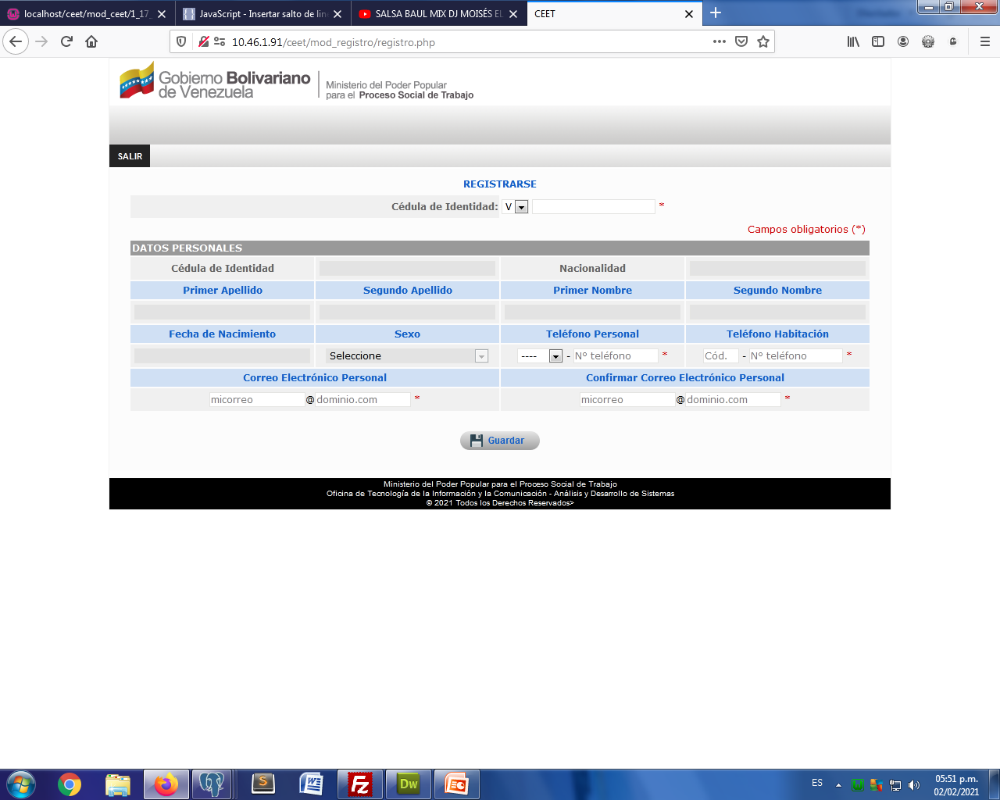 localhost/ceet/mod_ceet/1_17_
JavaScript - Insertar salto de line
SALSA BAUL MIX DJ MOISÉS EL
CEET
10.46.1.91/ceet/mod_registro/registro.php
Gobierno Bolivariano
de Venezuela
Ministerio del Poder Popular
para el Proceso Social de Trabajo
SALIR
REGISTRARSE
Cédula de Identidad: V *
Campos obligatorios (*)
DATOS PERSONALES
Cédula de Identidad Nacionalidad
Primer Apellido Segundo Apellido Primer Nombre Segundo Nombre
Fecha de Nacimiento Sexo Teléfono Personal Teléfono Habitación
Seleccione ---- - N° teléfono * Cód. - N° teléfono *
Correo Electrónico Personal Confirmar Correo Electrónico Personal
micorreo @ dominio.com * micorreo @ dominio.com *
Guardar
Ministerio del Poder Popular para el Proceso Social de Trabajo
Oficina de Tecnología de la Información y la Comunicación - Análisis y Desarrollo de Sistemas
© 2021 Todos los Derechos Reservados>
ES
05:51 p.m.
02/02/2021